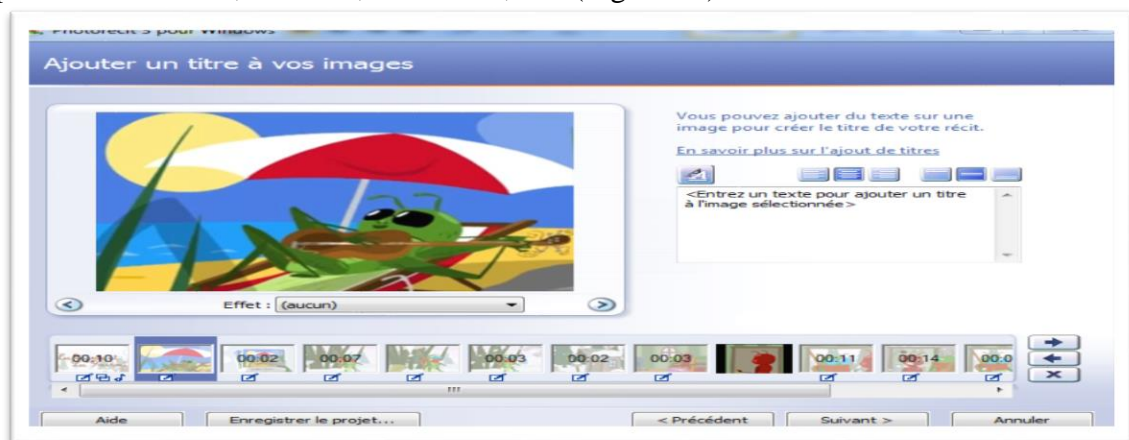 Photorécit 3 pour Windows
Ajouter un titre à vos images
Vous pouvez ajouter du texte sur une
image pour créer le titre de votre récit.
En savoir plus sur l'ajout de titres
<Entrez un texte pour ajouter un titre
à l'image sélectionnée>
Effet : (aucun)
00:10 00:02 00:07 00:03 00:02 00:03 00:11 00:14 00:0
Aide Enregistrer le projet... < Précédent Suivant > Annuler